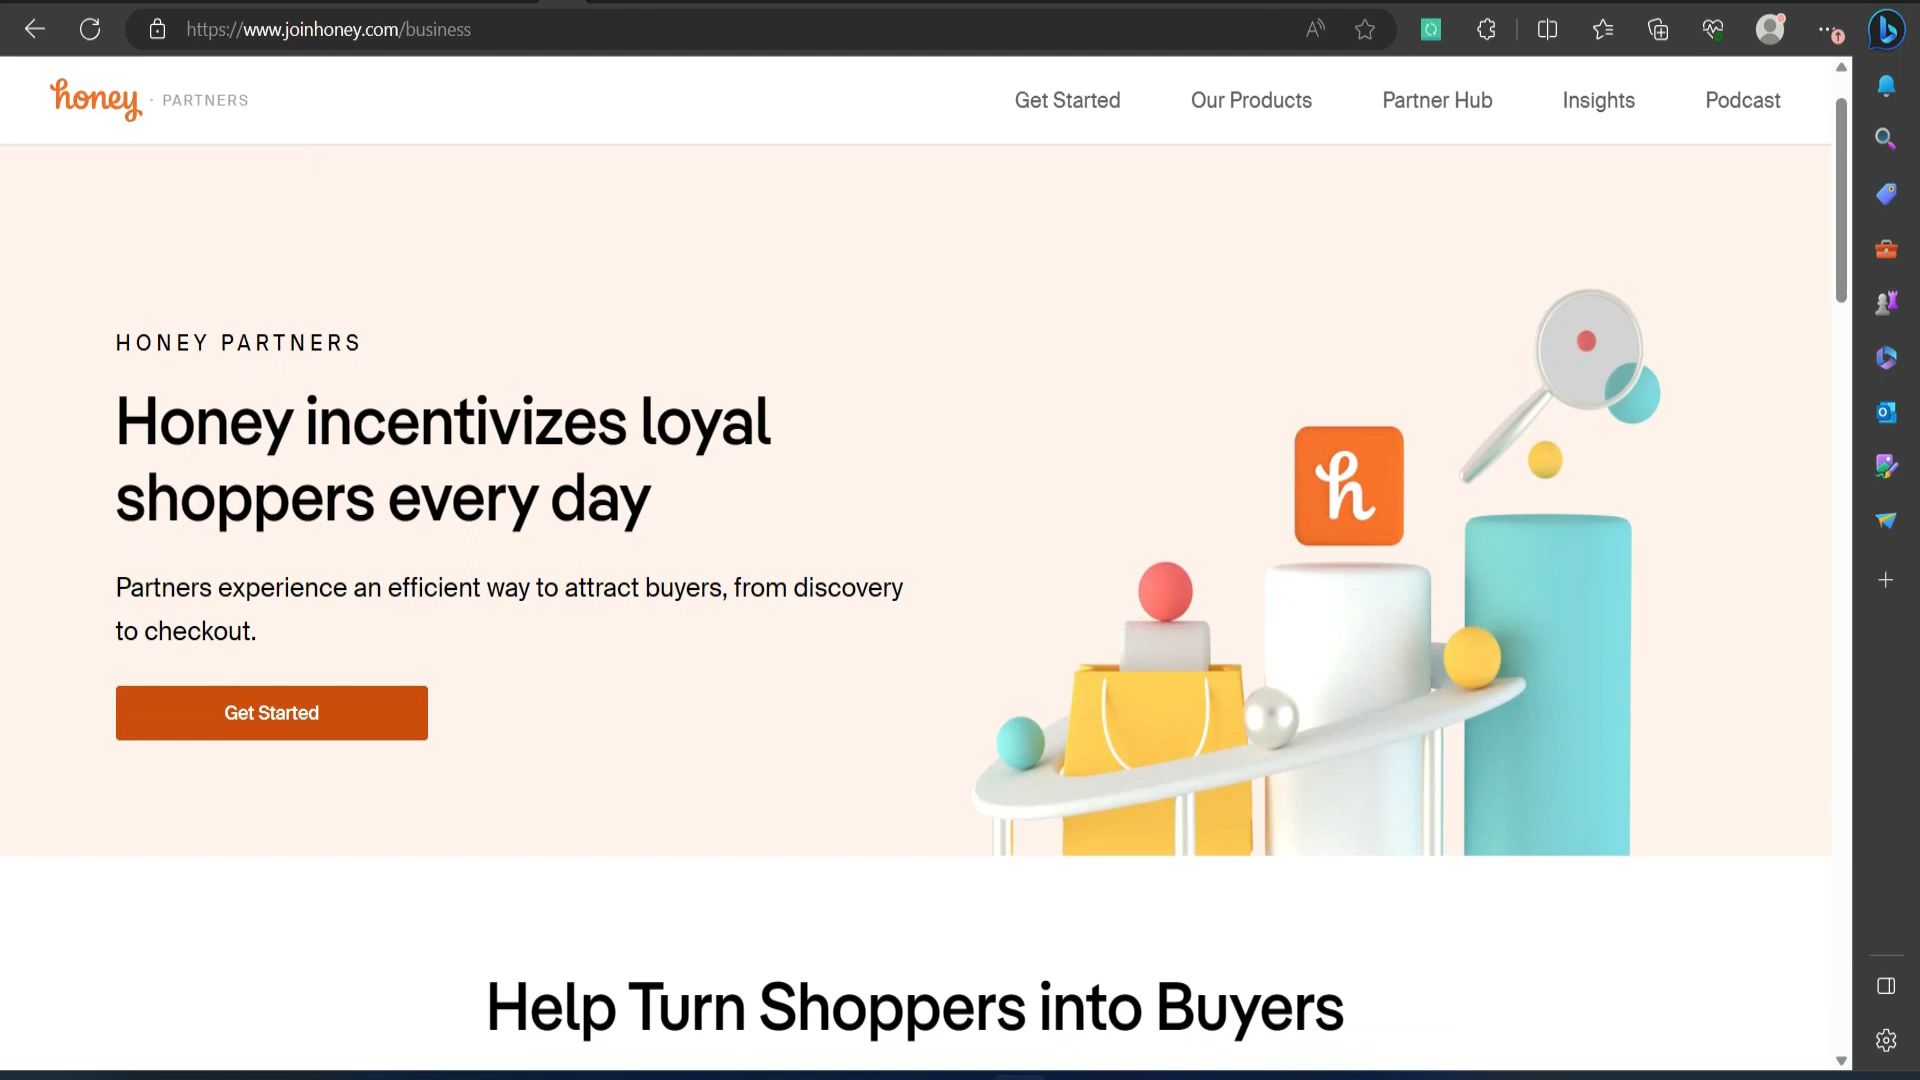 https://www.joinhoney.com/business
honey · PARTNERS
Get Started
Our Products
Partner Hub
Insights
Podcast
HONEY PARTNERS
Honey incentivizes loyal
shoppers every day
Partners experience an efficient way to attract buyers, from discovery
to checkout.
Get Started
h
Help Turn Shoppers into Buyers